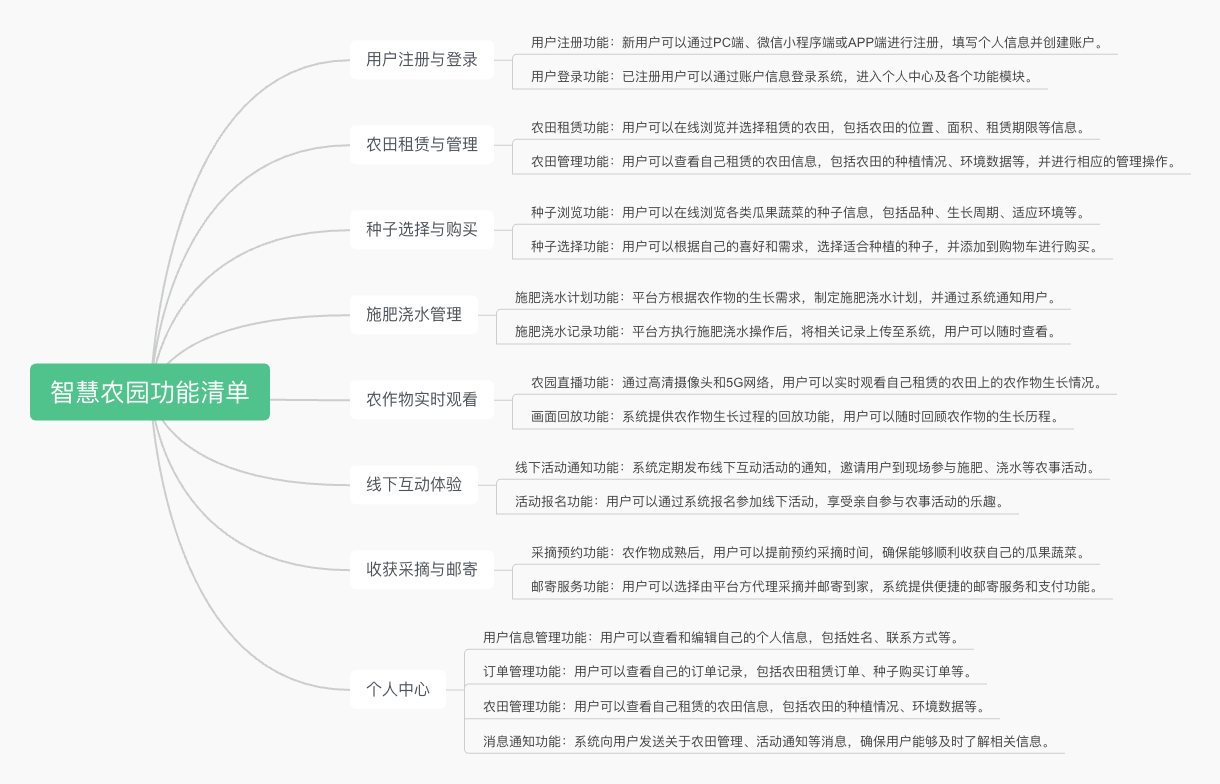 智慧农园功能清单
用户注册与登录
用户注册功能：新用户可以通过PC端、微信小程序端或APP端进行注册，填写个人信息并创建账户。
用户登录功能：已注册用户可以通过账户信息登录系统，进入个人中心及各个功能模块。
农田租赁与管理
农田租赁功能：用户可以在线浏览并选择租赁的农田，包括农田的位置、面积、租赁期限等信息。
农田管理功能：用户可以查看自己租赁的农田信息，包括农田的种植情况、环境数据等，并进行相应的管理操作。
种子选择与购买
种子浏览功能：用户可以在线浏览各类瓜果蔬菜的种子信息，包括品种、生长周期、适应环境等。
种子选择功能：用户可以根据自己的喜好和需求，选择适合种植的种子，并添加到购物车进行购买。
施肥浇水管理
施肥浇水计划功能：平台方根据农作物的生长需求，制定施肥浇水计划，并通过系统通知用户。
施肥浇水记录功能：平台方执行施肥浇水操作后，将相关记录上传至系统，用户可以随时查看。
农作物实时观看
农园直播功能：通过高清摄像头和5G网络，用户可以实时观看自己租赁的农田上的农作物生长情况。
画面回放功能：系统提供农作物生长过程的回放功能，用户可以随时回顾农作物的生长历程。
线下互动体验
线下活动通知功能：系统定期发布线下互动活动的通知，邀请用户到现场参与施肥、浇水等农事活动。
活动报名功能：用户可以通过系统报名参加线下活动，享受亲自参与农事活动的乐趣。
收获采摘与邮寄
采摘预约功能：农作物成熟后，用户可以提前预约采摘时间，确保能够顺利收获自己的瓜果蔬菜。
邮寄服务功能：用户可以选择由平台方代理采摘并邮寄到家，系统提供便捷的邮寄服务和支付功能。
个人中心
用户信息管理功能：用户可以查看和编辑自己的个人信息，包括姓名、联系方式等。
订单管理功能：用户可以查看自己的订单记录，包括农田租赁订单、种子购买订单等。
农田管理功能：用户可以查看自己租赁的农田信息，包括农田的种植情况、环境数据等。
消息通知功能：系统向用户发送关于农田管理、活动通知等消息，确保用户能够及时了解相关信息。